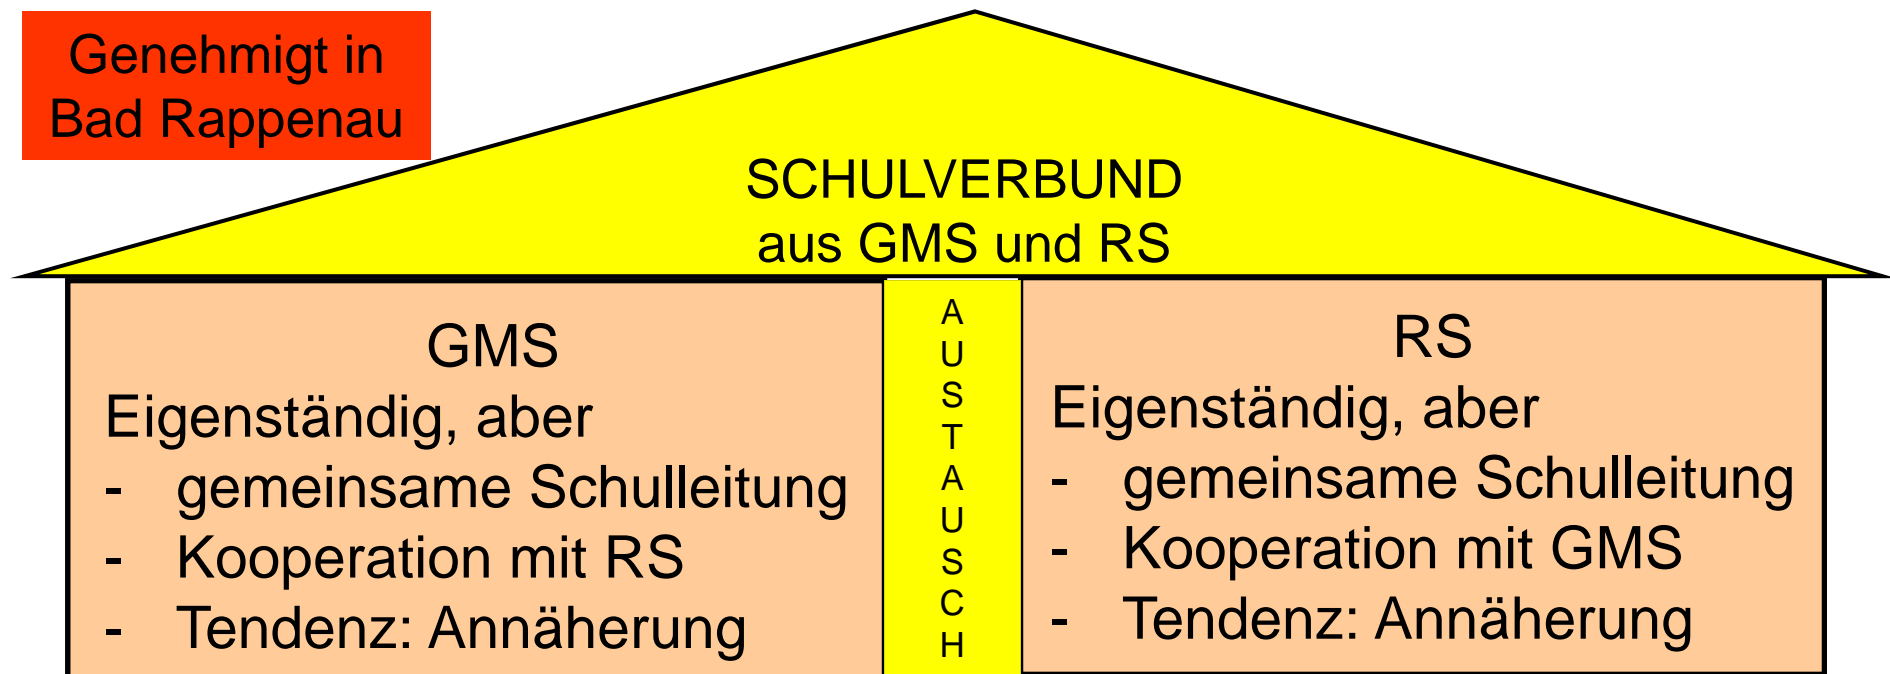 Genehmigt in
Bad Rappenau
SCHULVERBUND
aus GMS und RS
GMS
Eigenständig, aber
- gemeinsame Schulleitung
- Kooperation mit RS
- Tendenz: Annäherung
A
U
S
T
A
U
S
C
H
RS
Eigenständig, aber
- gemeinsame Schulleitung
- Kooperation mit GMS
- Tendenz: Annäherung